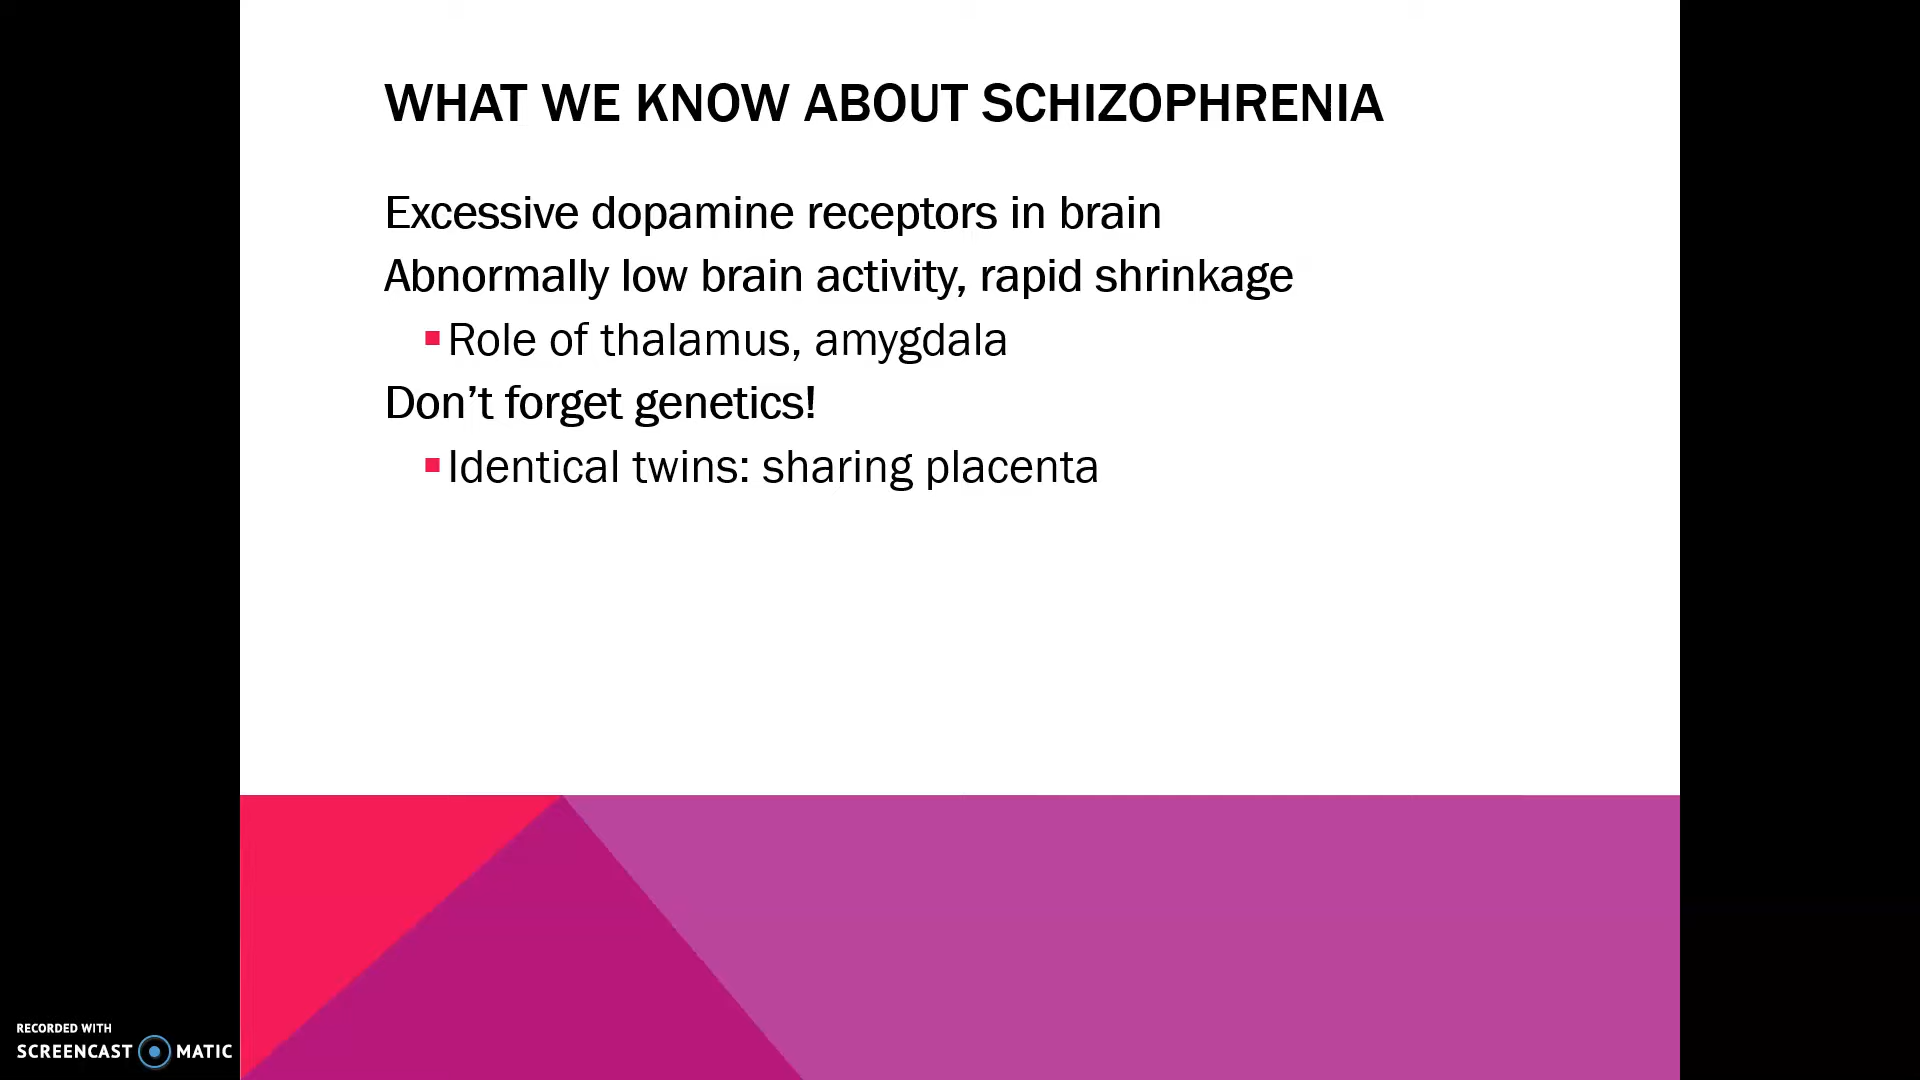 WHAT WE KNOW ABOUT SCHIZOPHRENIA
Excessive dopamine receptors in brain
Abnormally low brain activity, rapid shrinkage
▪Role of thalamus, amygdala
Don’t forget genetics!
▪Identical twins: sharing placenta
RECORDED WITH
SCREENCAST MATIC